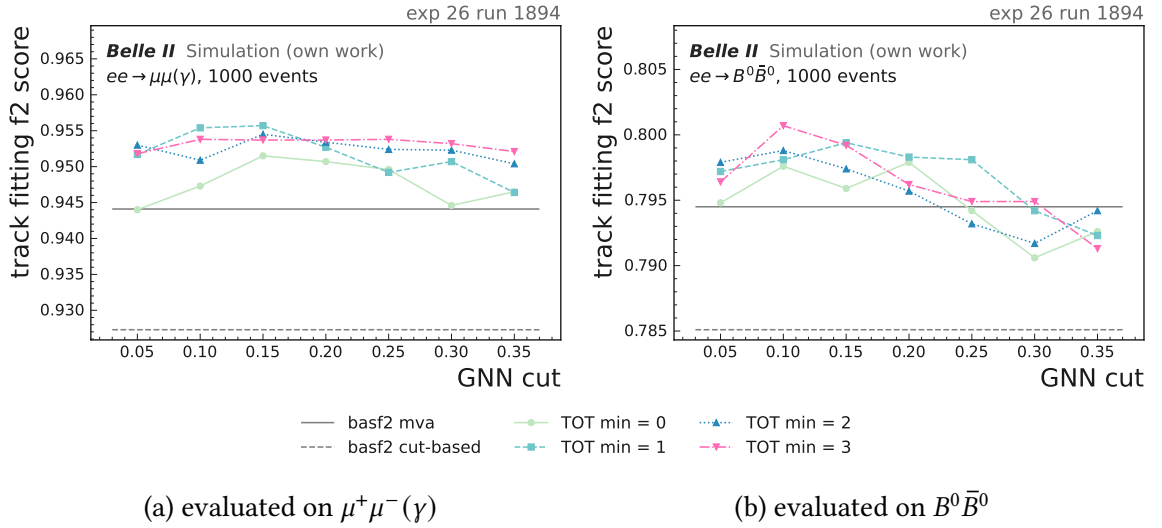 exp 26 run 1894
Belle II Simulation (own work)
ee → μμ(γ), 1000 events
track fitting f2 score
0.965
0.960
0.955
0.950
0.945
0.940
0.935
0.930
0.05 0.10 0.15 0.20 0.25 0.30 0.35
GNN cut
exp 26 run 1894
Belle II Simulation (own work)
ee → B⁰B̄⁰, 1000 events
track fitting f2 score
0.805
0.800
0.795
0.790
0.785
0.05 0.10 0.15 0.20 0.25 0.30 0.35
GNN cut
basf2 mva
basf2 cut-based
TOT min = 0
TOT min = 1
TOT min = 2
TOT min = 3
(a) evaluated on μ⁺μ⁻(γ)
(b) evaluated on B⁰B̄⁰